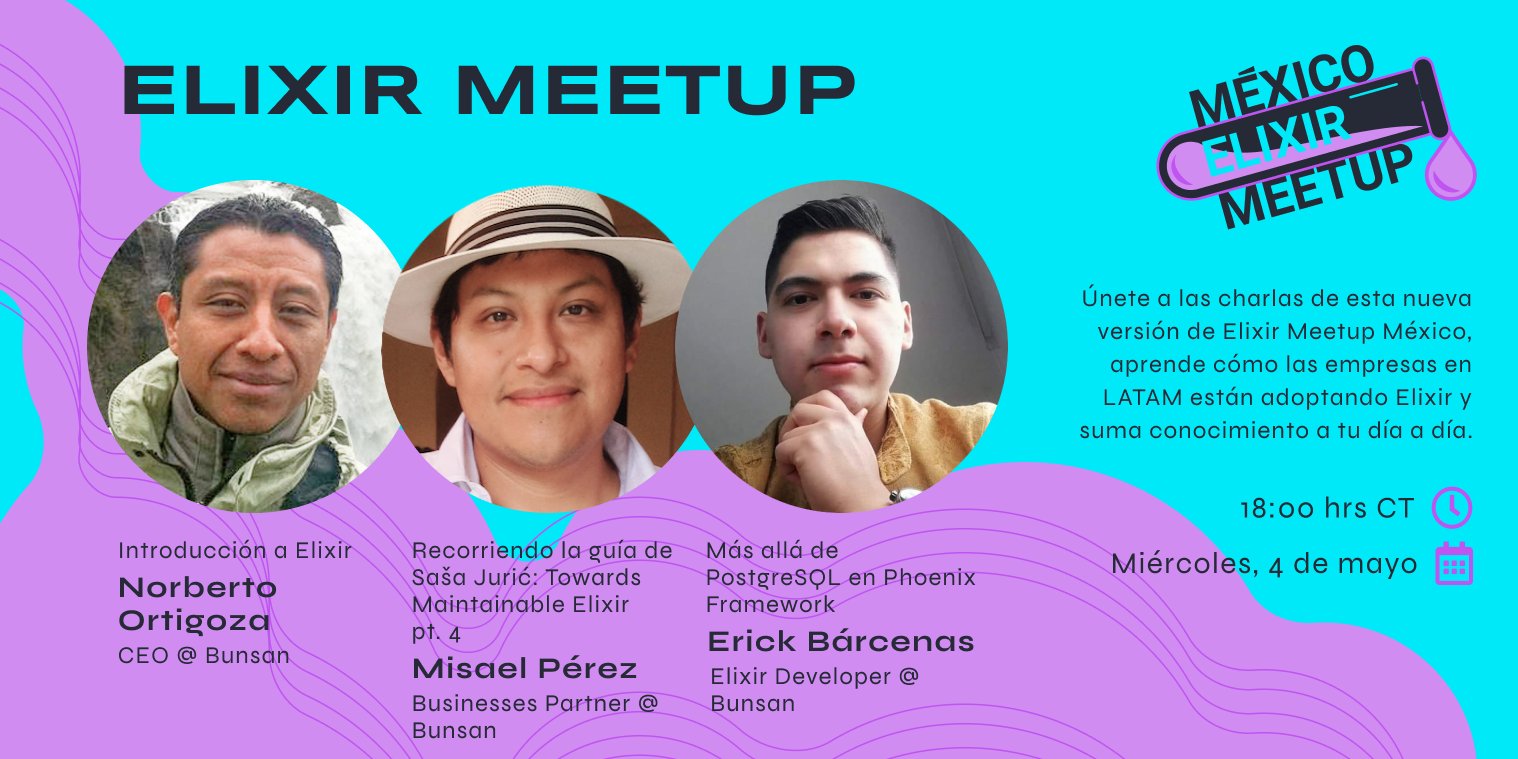 ELIXIR MEETUP
MÉXICO
ELIXIR
MEETUP
Únete a las charlas de esta nueva
versión de Elixir Meetup México,
aprende cómo las empresas en
LATAM están adoptando Elixir y
suma conocimiento a tu día a día.
18:00 hrs CT
Miércoles, 4 de mayo
Introducción a Elixir
Norberto
Ortigoza
CEO @ Bunsan
Recorriendo la guía de
Saša Jurić: Towards
Maintainable Elixir
pt. 4
Misael Pérez
Businesses Partner @
Bunsan
Más allá de
PostgreSQL en Phoenix
Framework
Erick Bárcenas
Elixir Developer @
Bunsan